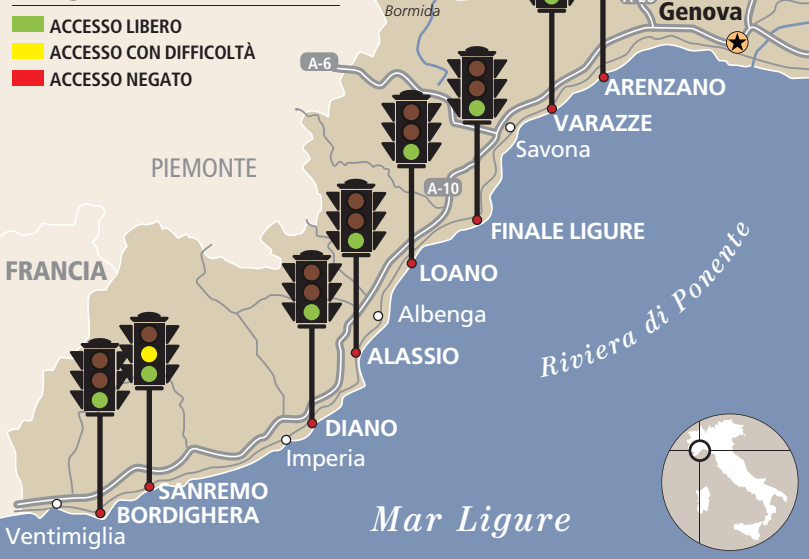 ACCESSO LIBERO
ACCESSO CON DIFFICOLTÀ
ACCESSO NEGATO
Bormida
Genova
A-6
ARENZANO
VARAZZE
Savona
PIEMONTE
A-10
FINALE LIGURE
FRANCIA
LOANO
Albenga
Riviera di Ponente
ALASSIO
DIANO
Imperia
SANREMO
BORDIGHERA
Mar Ligure
Ventimiglia